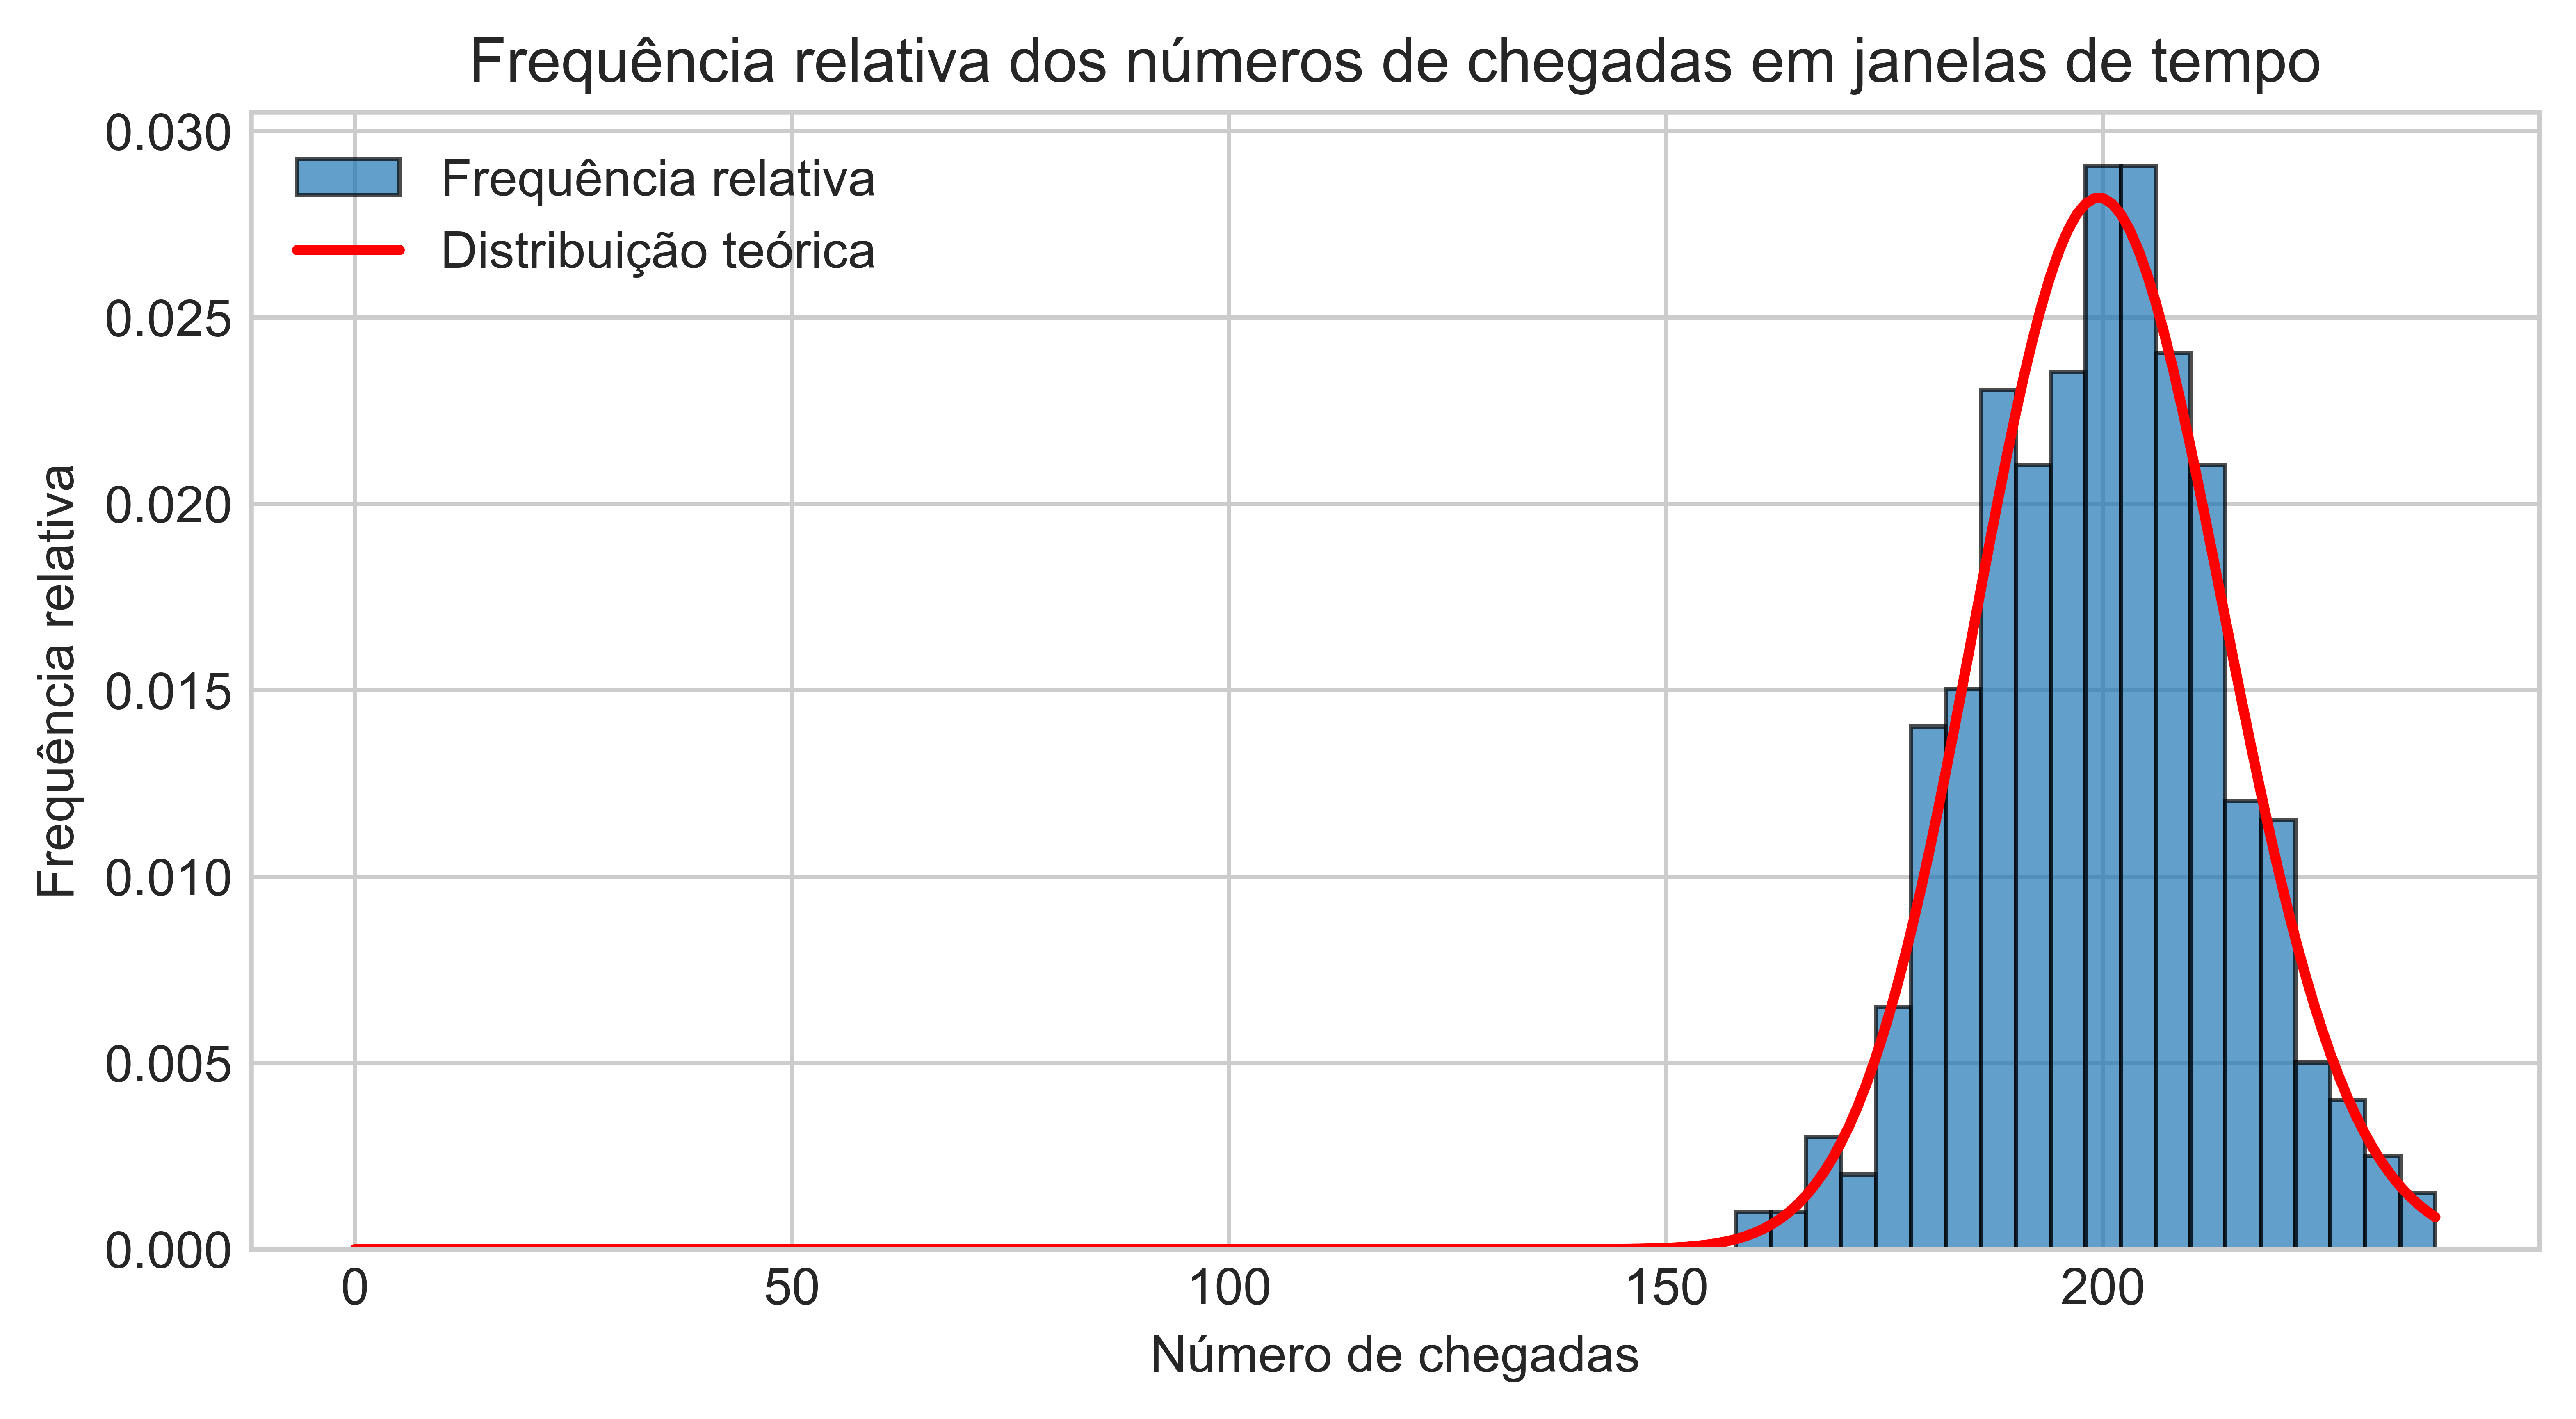 Frequência relativa dos números de chegadas em janelas de tempo
Frequência relativa
Distribuição teórica
0.030
0.025
0.020
0.015
0.010
0.005
0.000
Frequência relativa
0
50
100
150
200
Número de chegadas